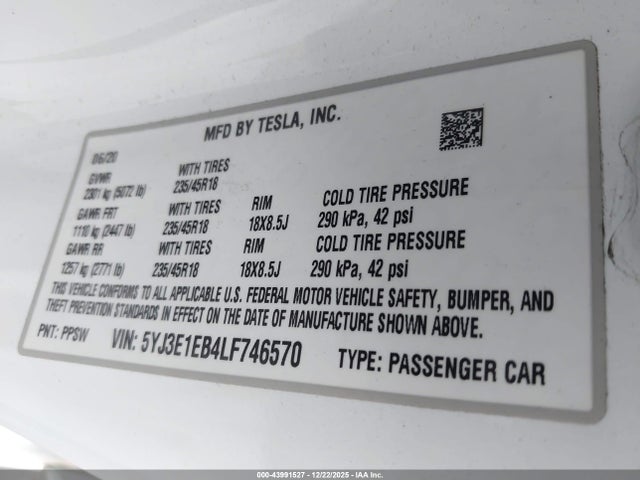 MFD BY TESLA, INC.
06/20
GVWR WITH TIRES
2301 kg (5072 lb) 235/45R18
GAWR FRT WITH TIRES RIM COLD TIRE PRESSURE
1110 kg (2447 lb) 235/45R18 18X8.5J 290 kPa, 42 psi
GAWR RR WITH TIRES RIM COLD TIRE PRESSURE
1257 kg (2771 lb) 235/45R18 18X8.5J 290 kPa, 42 psi
THIS VEHICLE CONFORMS TO ALL APPLICABLE U.S. FEDERAL MOTOR VEHICLE SAFETY, BUMPER, AND
THEFT PREVENTION STANDARDS IN EFFECT ON THE DATE OF MANUFACTURE SHOWN ABOVE.
PNT: PPSW VIN: 5YJ3E1EB4LF746570 TYPE: PASSENGER CAR
000-43991527 - 12/22/2025 - IAA Inc.